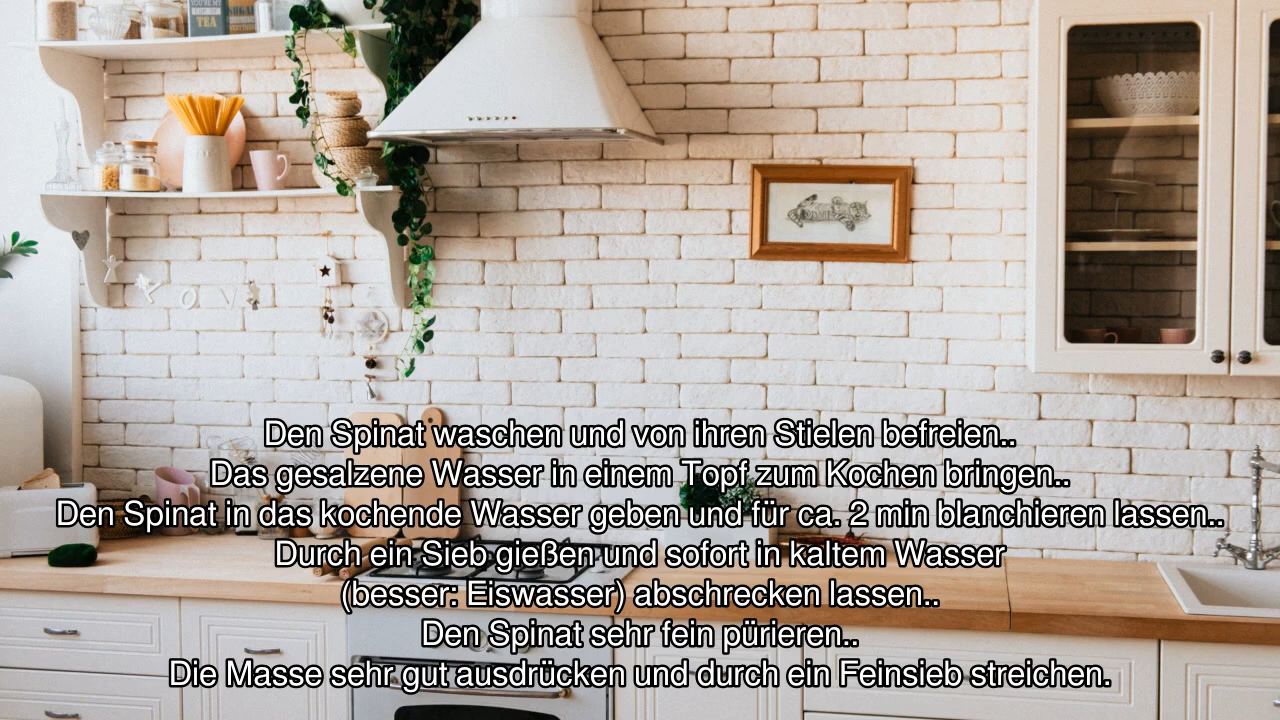 TEA
Den Spinat waschen und von ihren Stielen befreien..
Das gesalzene Wasser in einem Topf zum Kochen bringen..
Den Spinat in das kochende Wasser geben und für ca. 2 min blanchieren lassen..
Durch ein Sieb gießen und sofort in kaltem Wasser
(besser: Eiswasser) abschrecken lassen..
Den Spinat sehr fein pürieren..
Die Masse sehr gut ausdrücken und durch ein Feinsieb streichen.